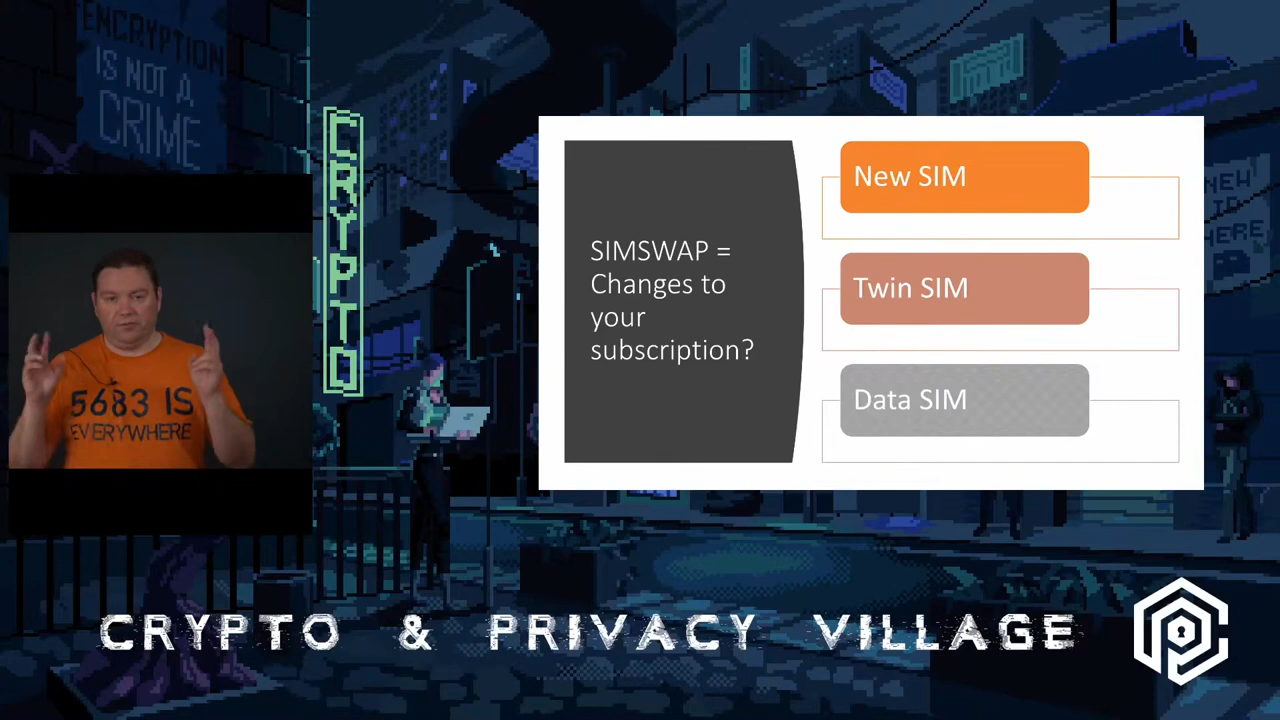 ENCRYPTION
IS NOT A
CRIME
CRYPTO
5683 IS
EVERYWHERE
SIMSWAP =
Changes to
your
subscription?
New SIM
Twin SIM
Data SIM
NEW
TO
HERE
CRYPTO & PRIVACY VILLAGE